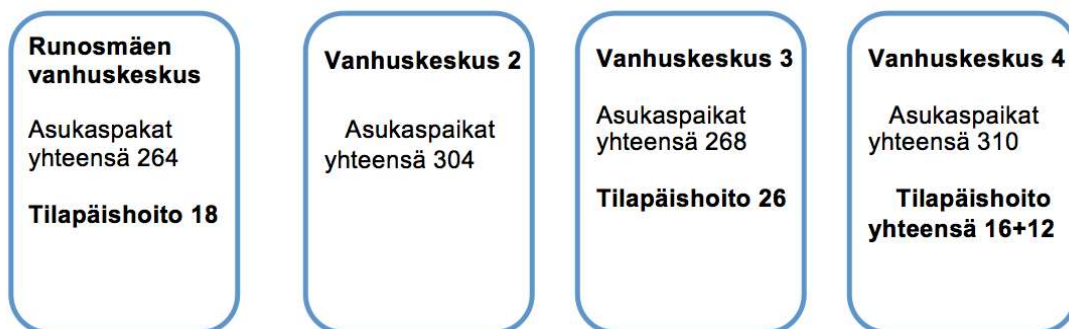 Runosmäen
vanhuskeskus
Asukaspakat
yhteensä 264
Tilapäishoito 18
Vanhuskeskus 2
Asukaspaikat
yhteensä 304
Vanhuskeskus 3
Asukaspaikat
yhteensä 268
Tilapäishoito 26
Vanhuskeskus 4
Asukaspaikat
yhteensä 310
Tilapäishoito
yhteensä 16+12